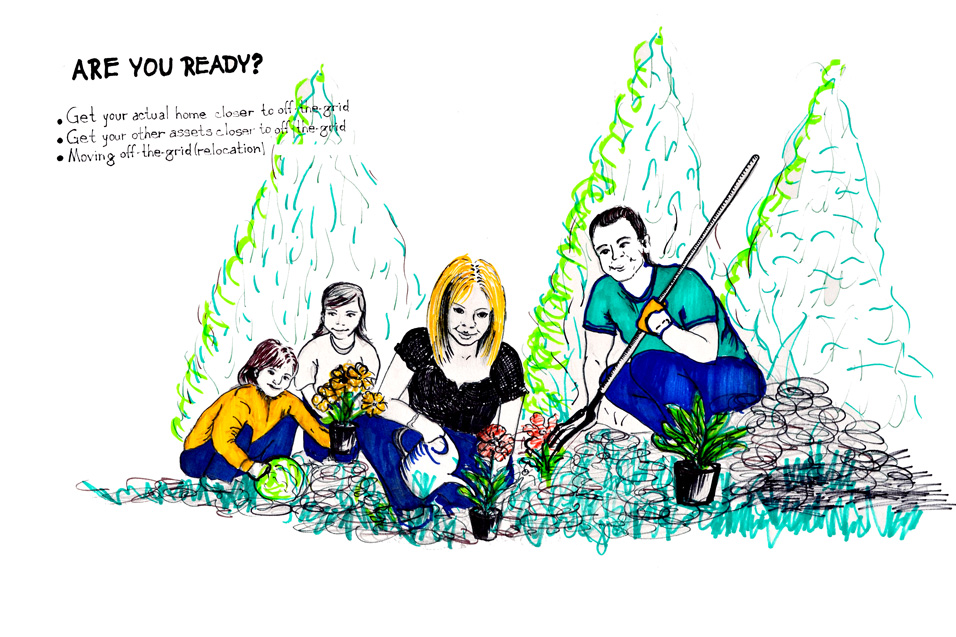 ARE YOU READY?
• Get your actual home closer to off-the-grid
• Get your other assets closer to off-the-grid
• Moving off-the-grid (relocation)